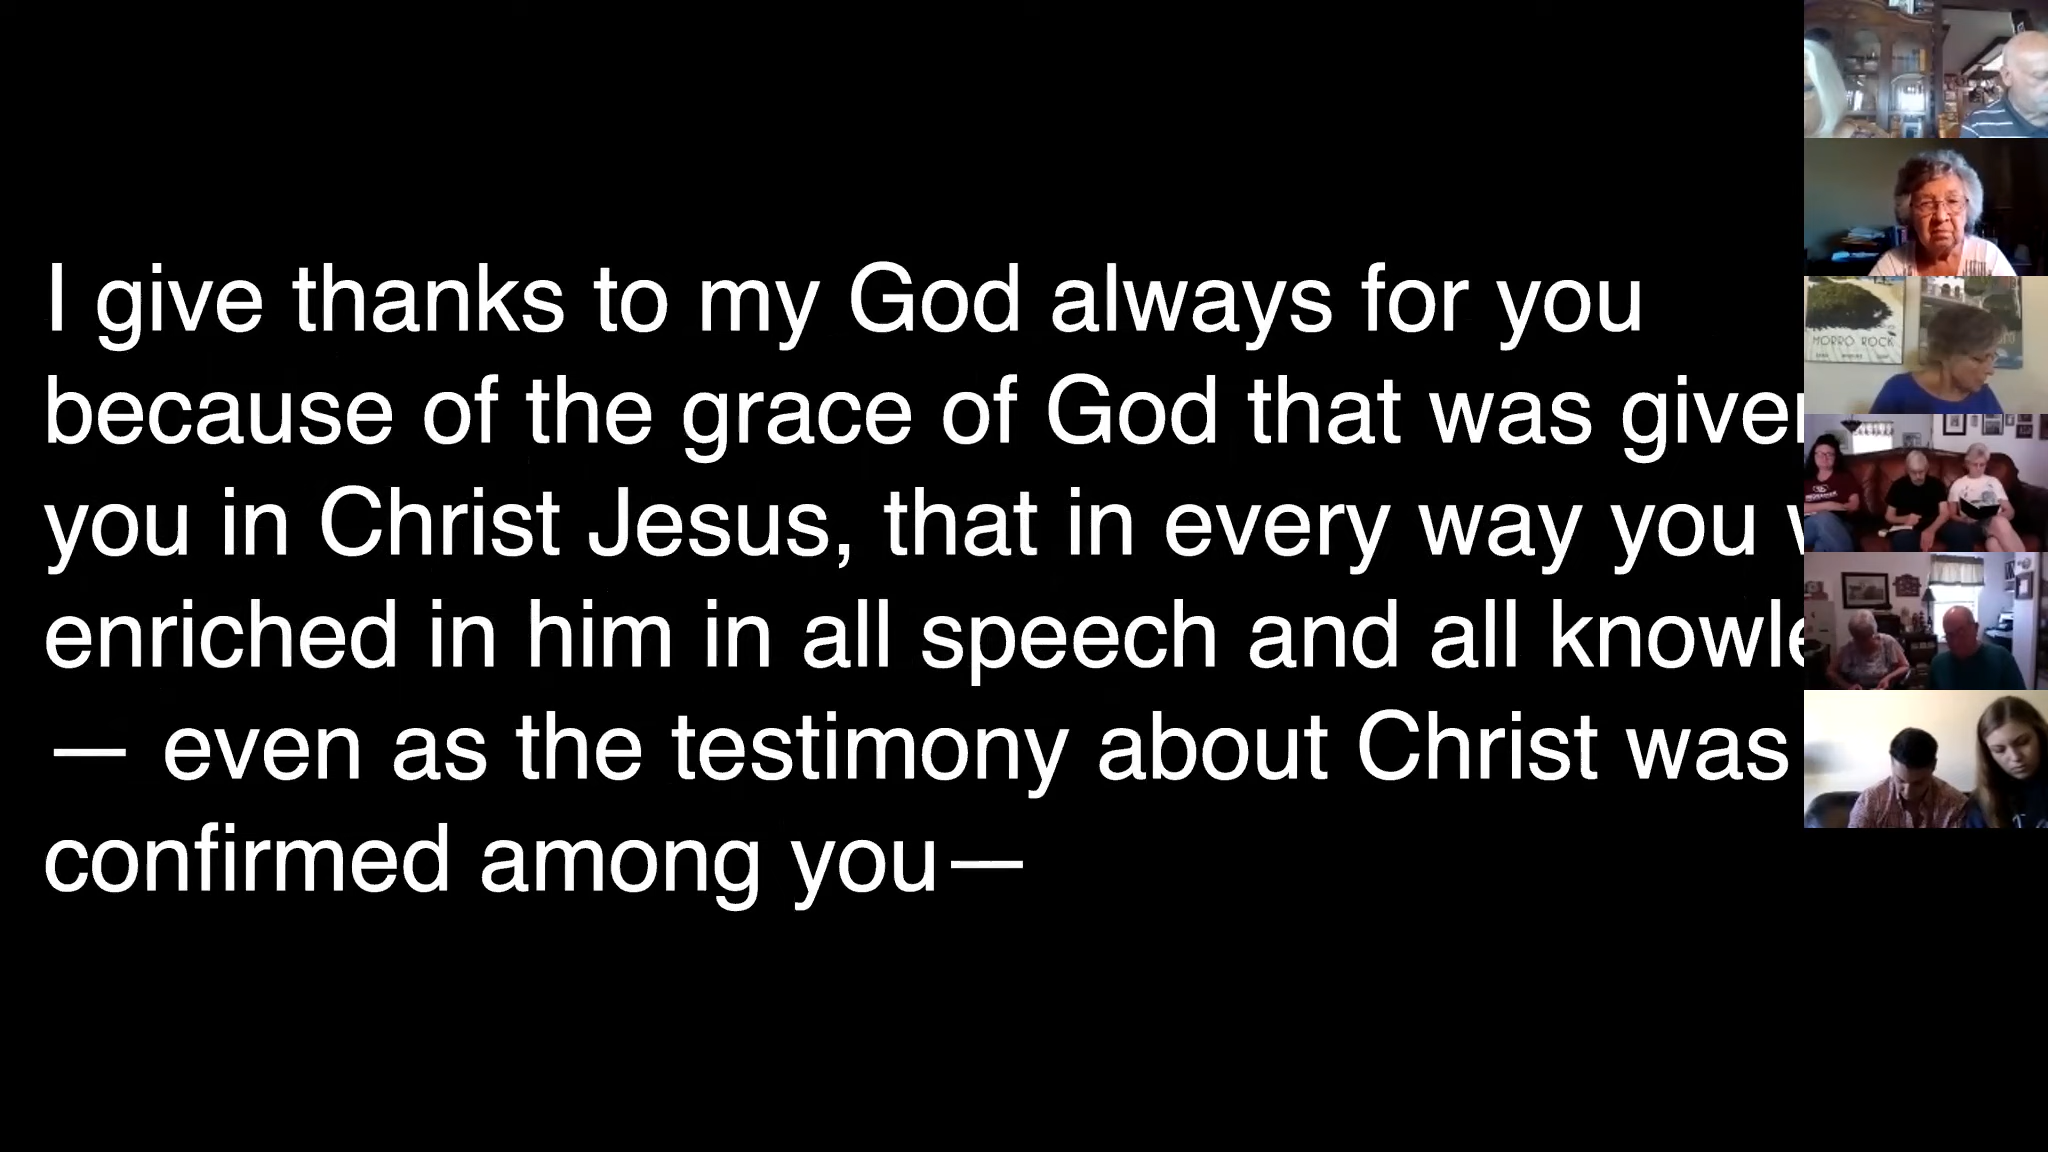 I give thanks to my God always for you
because of the grace of God that was
you in Christ Jesus, that in every way you
enriched in him in all speech and all
— even as the testimony about Christ was
confirmed among you—
MORRO ROCK